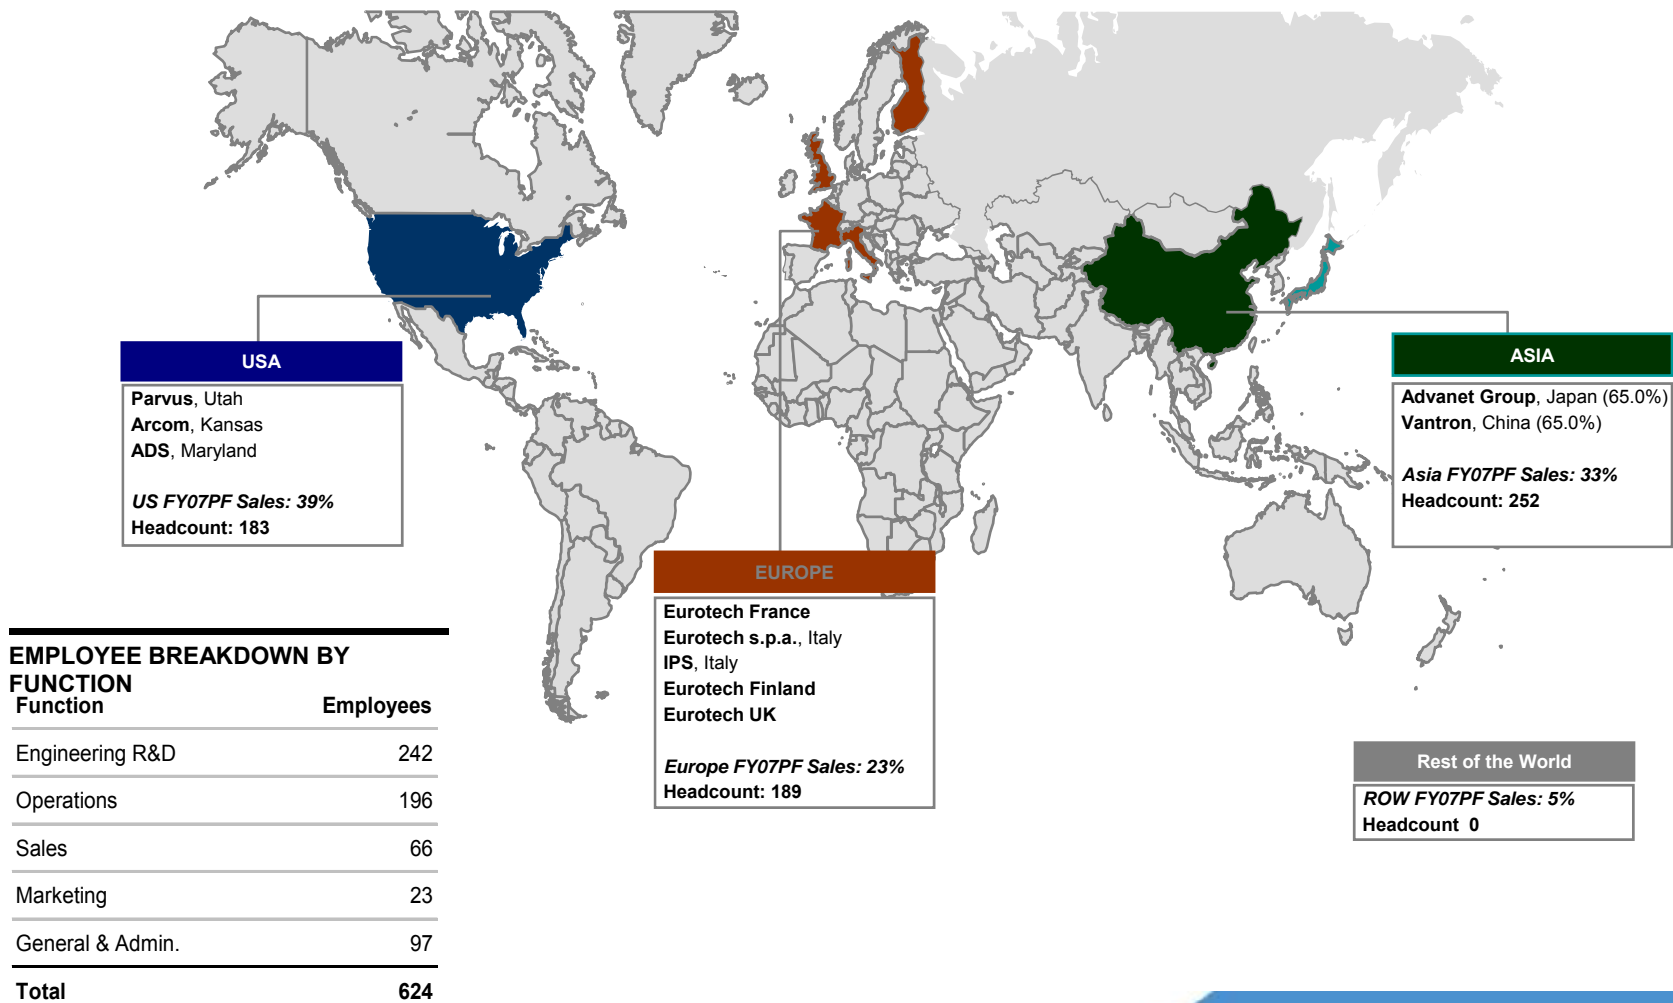 USA
Parvus, Utah
Arcom, Kansas
ADS, Maryland
US FY07PF Sales: 39%
Headcount: 183
ASIA
Advanet Group, Japan (65.0%)
Vantron, China (65.0%)
Asia FY07PF Sales: 33%
Headcount: 252
EUROPE
Eurotech France
Eurotech s.p.a., Italy
IPS, Italy
Eurotech Finland
Eurotech UK
Europe FY07PF Sales: 23%
Headcount: 189
Rest of the World
ROW FY07PF Sales: 5%
Headcount 0
EMPLOYEE BREAKDOWN BY
FUNCTION
Function Employees
Engineering R&D 242
Operations 196
Sales 66
Marketing 23
General & Admin. 97
Total 624